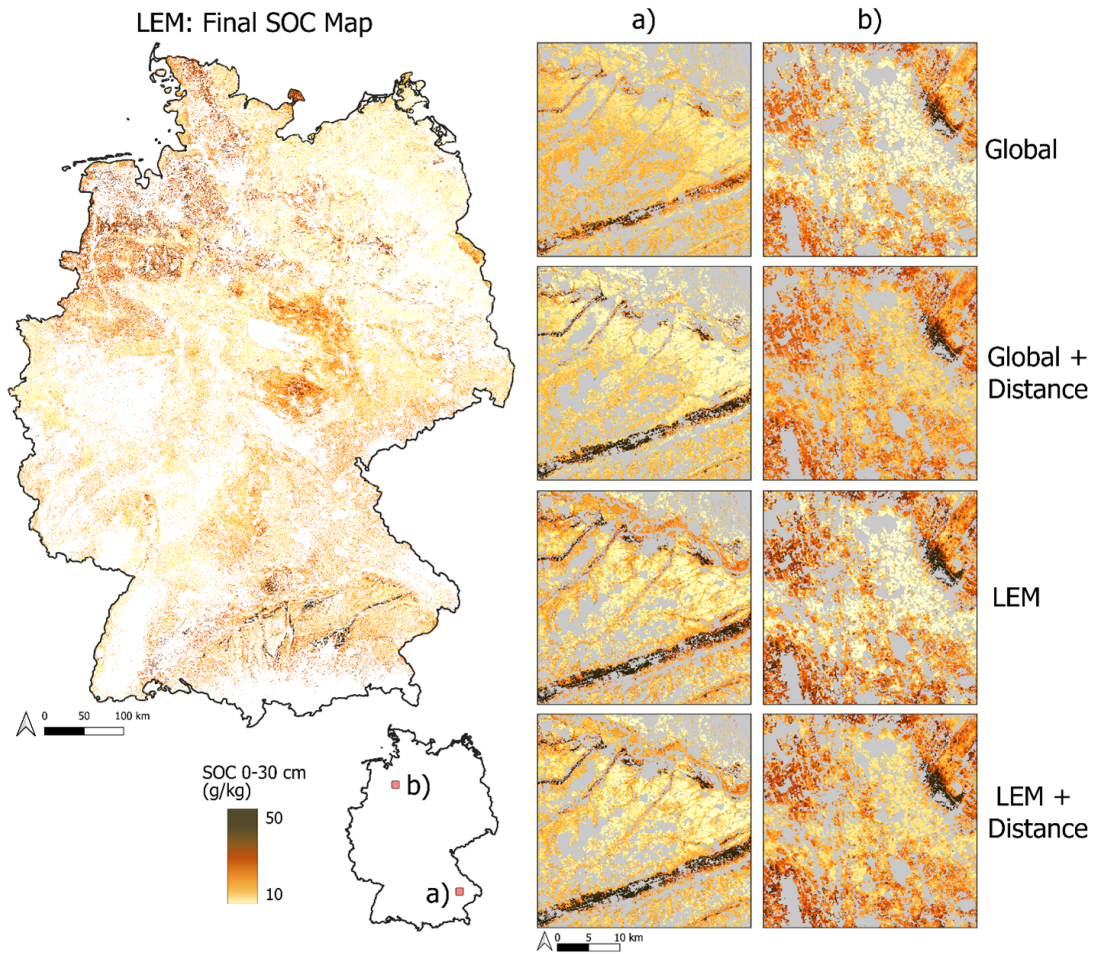 LEM: Final SOC Map
a)
b)
Global
Global +
Distance
LEM
LEM +
Distance
0 50 100 km
SOC 0-30 cm
(g/kg)
50
10
b)
a)
0 5 10 km